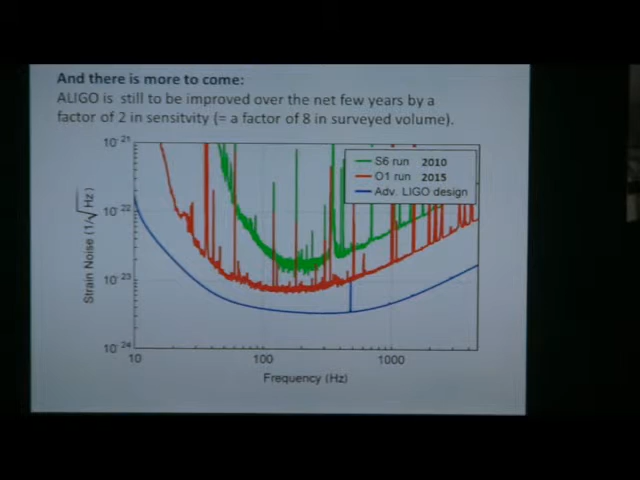 And there is more to come:
ALIGO is still to be improved over the net few years by a
factor of 2 in sensitvity (= a factor of 8 in surveyed volume).
S6 run 2010
O1 run 2015
Adv. LIGO design
10-21
10-22
10-23
10-24
Strain Noise (1/√Hz)
10 100 1000
Frequency (Hz)